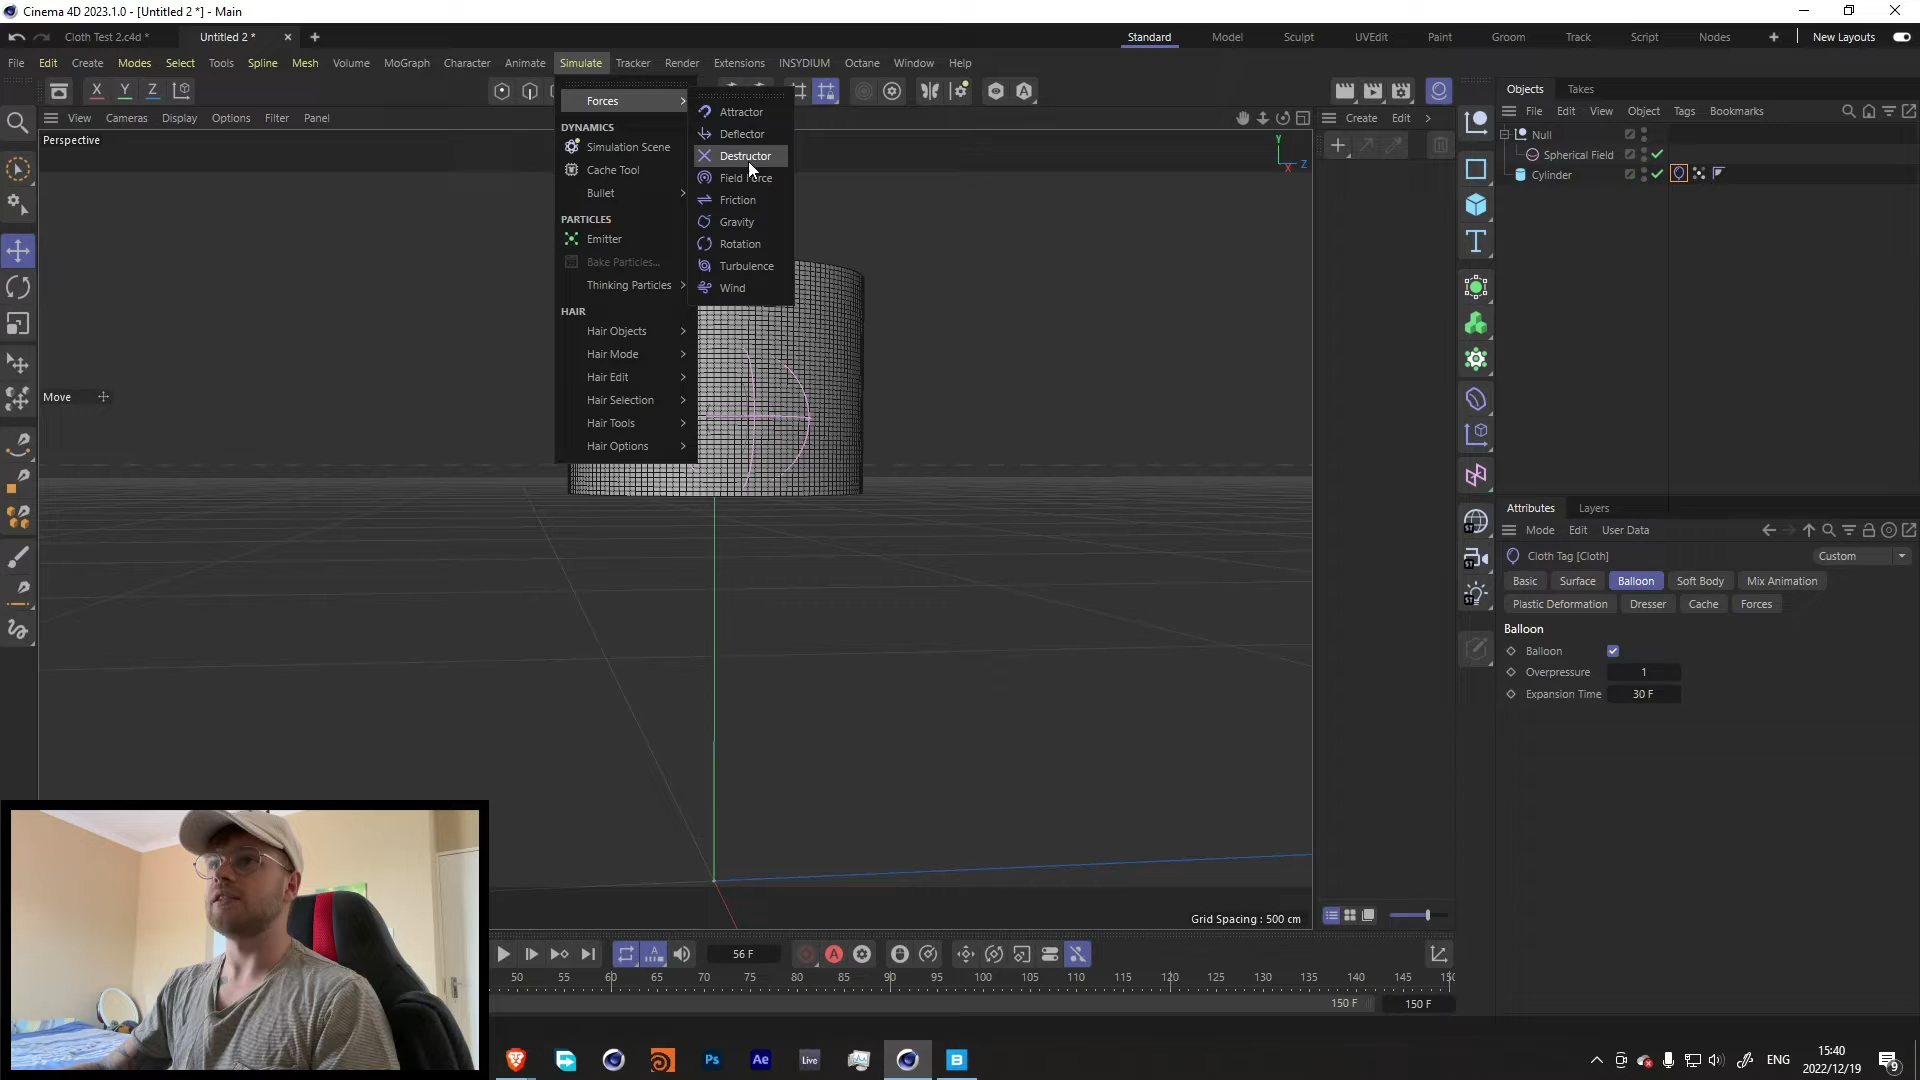 Cinema 4D 2023.1.0 - [Untitled 2 *] - Main
Cloth Test 2.c4d *
Untitled 2 *
Standard
Model
Sculpt
UVEdit
Paint
Groom
Track
Script
Nodes
New Layouts
File
Edit
Create
Modes
Select
Tools
Spline
Mesh
Volume
MoGraph
Character
Animate
Simulate
Tracker
Render
Extensions
INSYDIUM
Octane
Window
Help
X
Y
Z
Objects
Takes
View
Cameras
Display
Options
Filter
Panel
Create
Edit
File
Edit
View
Object
Tags
Bookmarks
Perspective
Forces
DYNAMICS
Simulation Scene
Cache Tool
Bullet
PARTICLES
Emitter
Bake Particles...
Thinking Particles
HAIR
Hair Objects
Hair Mode
Hair Edit
Hair Selection
Hair Tools
Hair Options
Attractor
Deflector
Destructor
Field Force
Friction
Gravity
Rotation
Turbulence
Wind
Y
Z
X
Null
Spherical Field
Cylinder
Move
Attributes
Layers
Mode
Edit
User Data
Cloth Tag [Cloth]
Custom
Basic
Surface
Balloon
Soft Body
Mix Animation
Plastic Deformation
Dresser
Cache
Forces
Balloon
Balloon
Overpressure
1
Expansion Time
30 F
ST
ST
ST
Grid Spacing : 500 cm
56 F
50
55
60
65
70
75
80
85
90
95
100
105
110
115
120
125
130
135
140
145
150 F
150 F
Ps
Ae
Live
B
ENG
15:40
2022/12/19
9